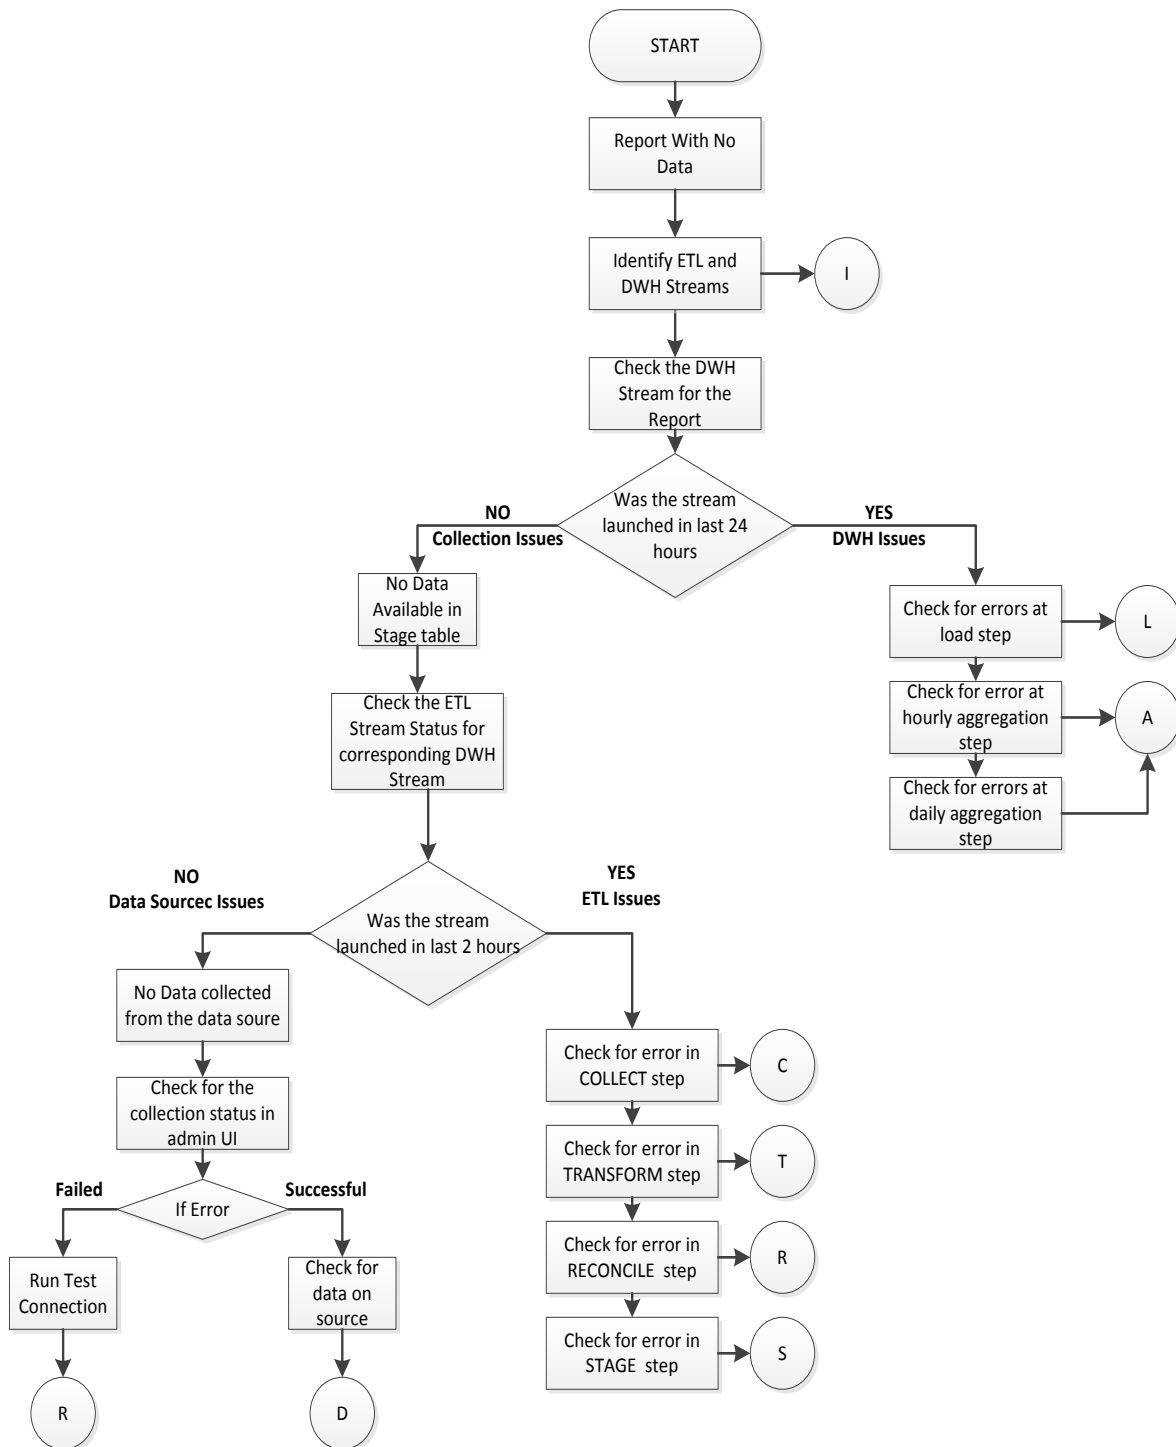 START
Report With No
Data
Identify ETL and
DWH Streams
I
Check the DWH
Stream for the
Report
Was the stream
launched in last 24
hours
NO
Collection Issues
YES
DWH Issues
No Data
Available in
Stage table
Check for errors at
load step
L
Check the ETL
Stream Status for
corresponding DWH
Stream
Check for error at
hourly aggregation
step
A
Check for errors at
daily aggregation
step
NO
Data Sourcec Issues
YES
ETL Issues
Was the stream
launched in last 2 hours
No Data collected
from the data soure
Check for error in
COLLECT step
C
Check for the
collection status in
admin UI
Check for error in
TRANSFORM step
T
Failed
Successful
If Error
Check for error in
RECONCILE step
R
Run Test
Connection
Check for
data on
source
Check for error in
STAGE step
S
R
D